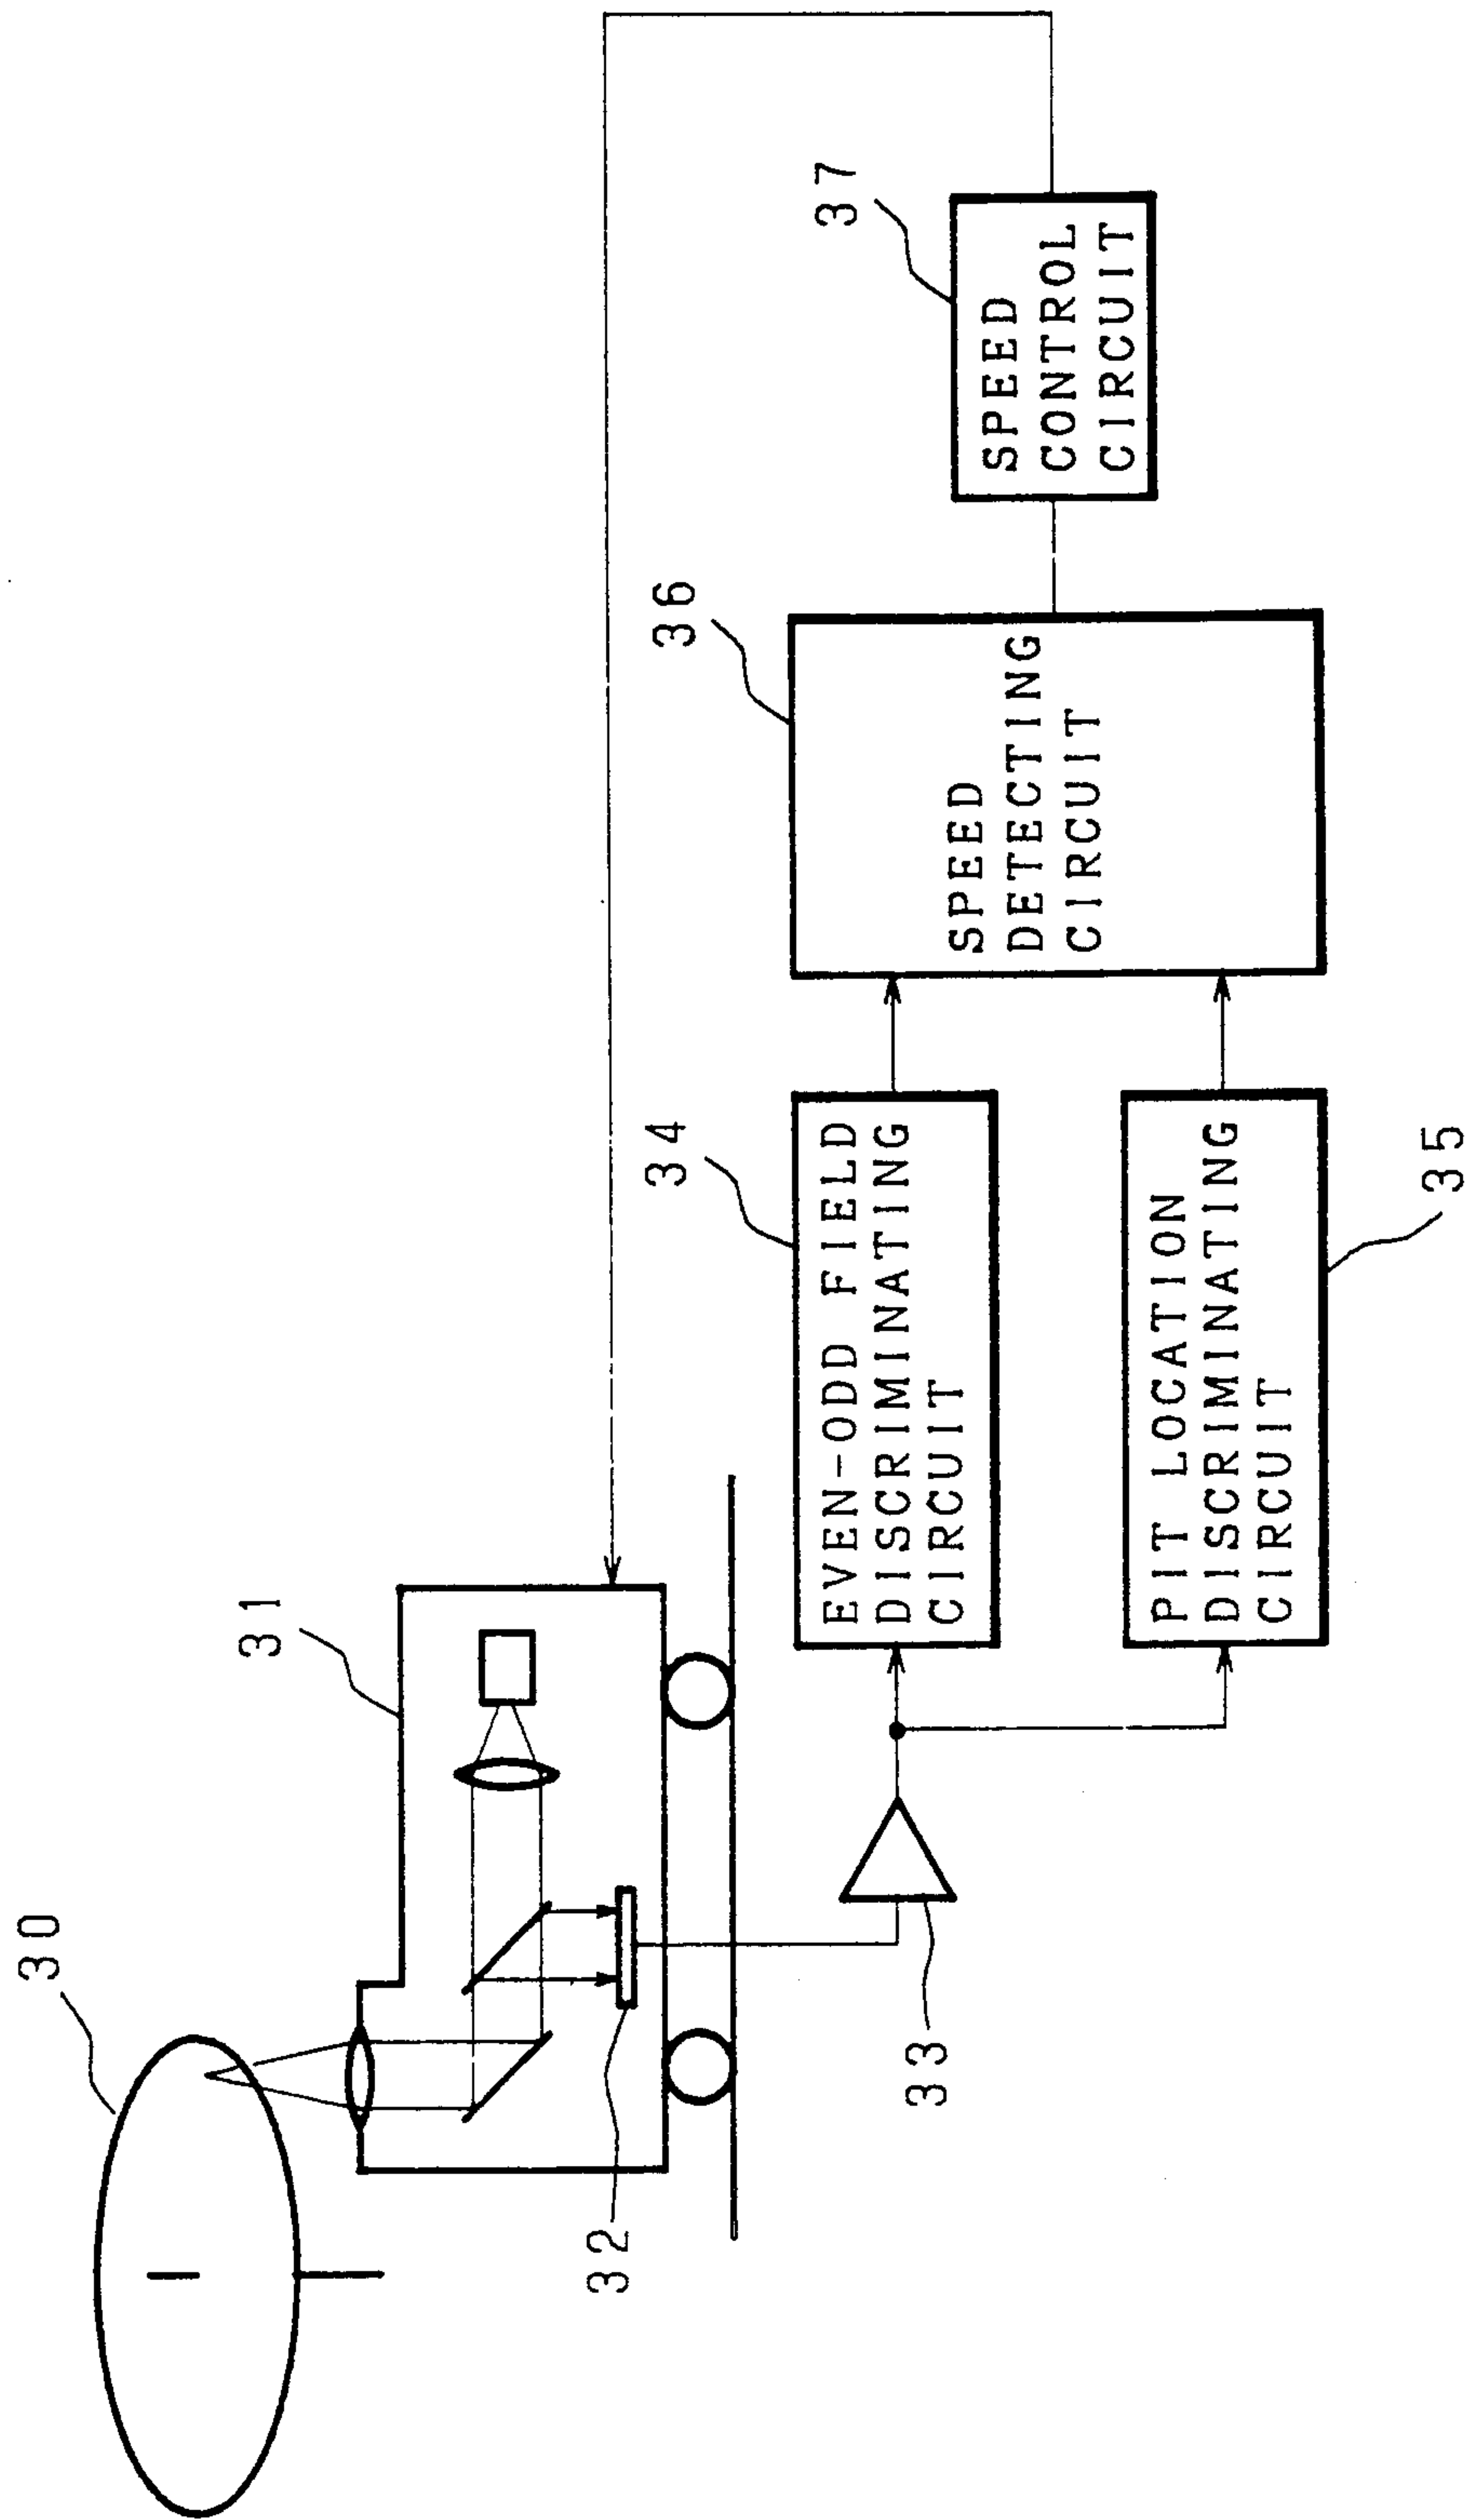 30
31
32
33
34
EVEN-ODD FIELD
DISCRIMINATING
CIRCUIT
PIT LOCATION
DISCRIMINATING
CIRCUIT
35
36
SPEED
DETECTING
CIRCUIT
37
SPEED
CONTROL
CIRCUIT